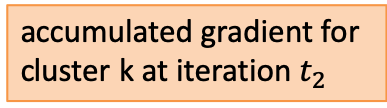 accumulated gradient for
cluster k at iteration t₂